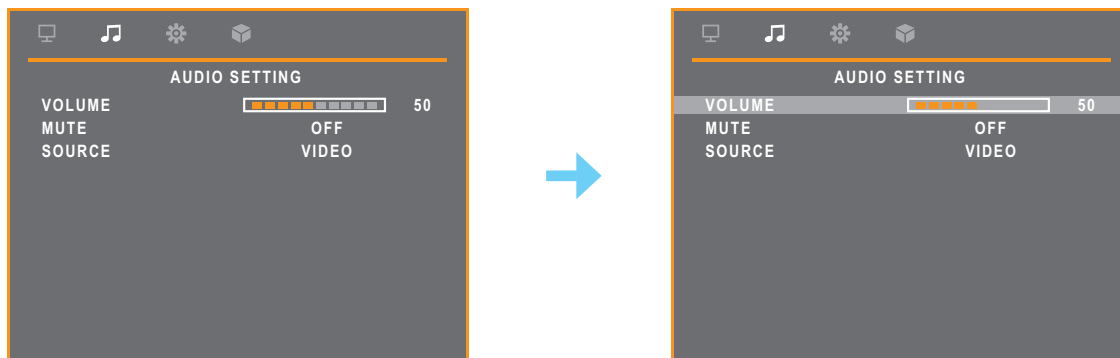 AUDIO SETTING
VOLUME 50
MUTE OFF
SOURCE VIDEO
AUDIO SETTING
VOLUME 50
MUTE OFF
SOURCE VIDEO